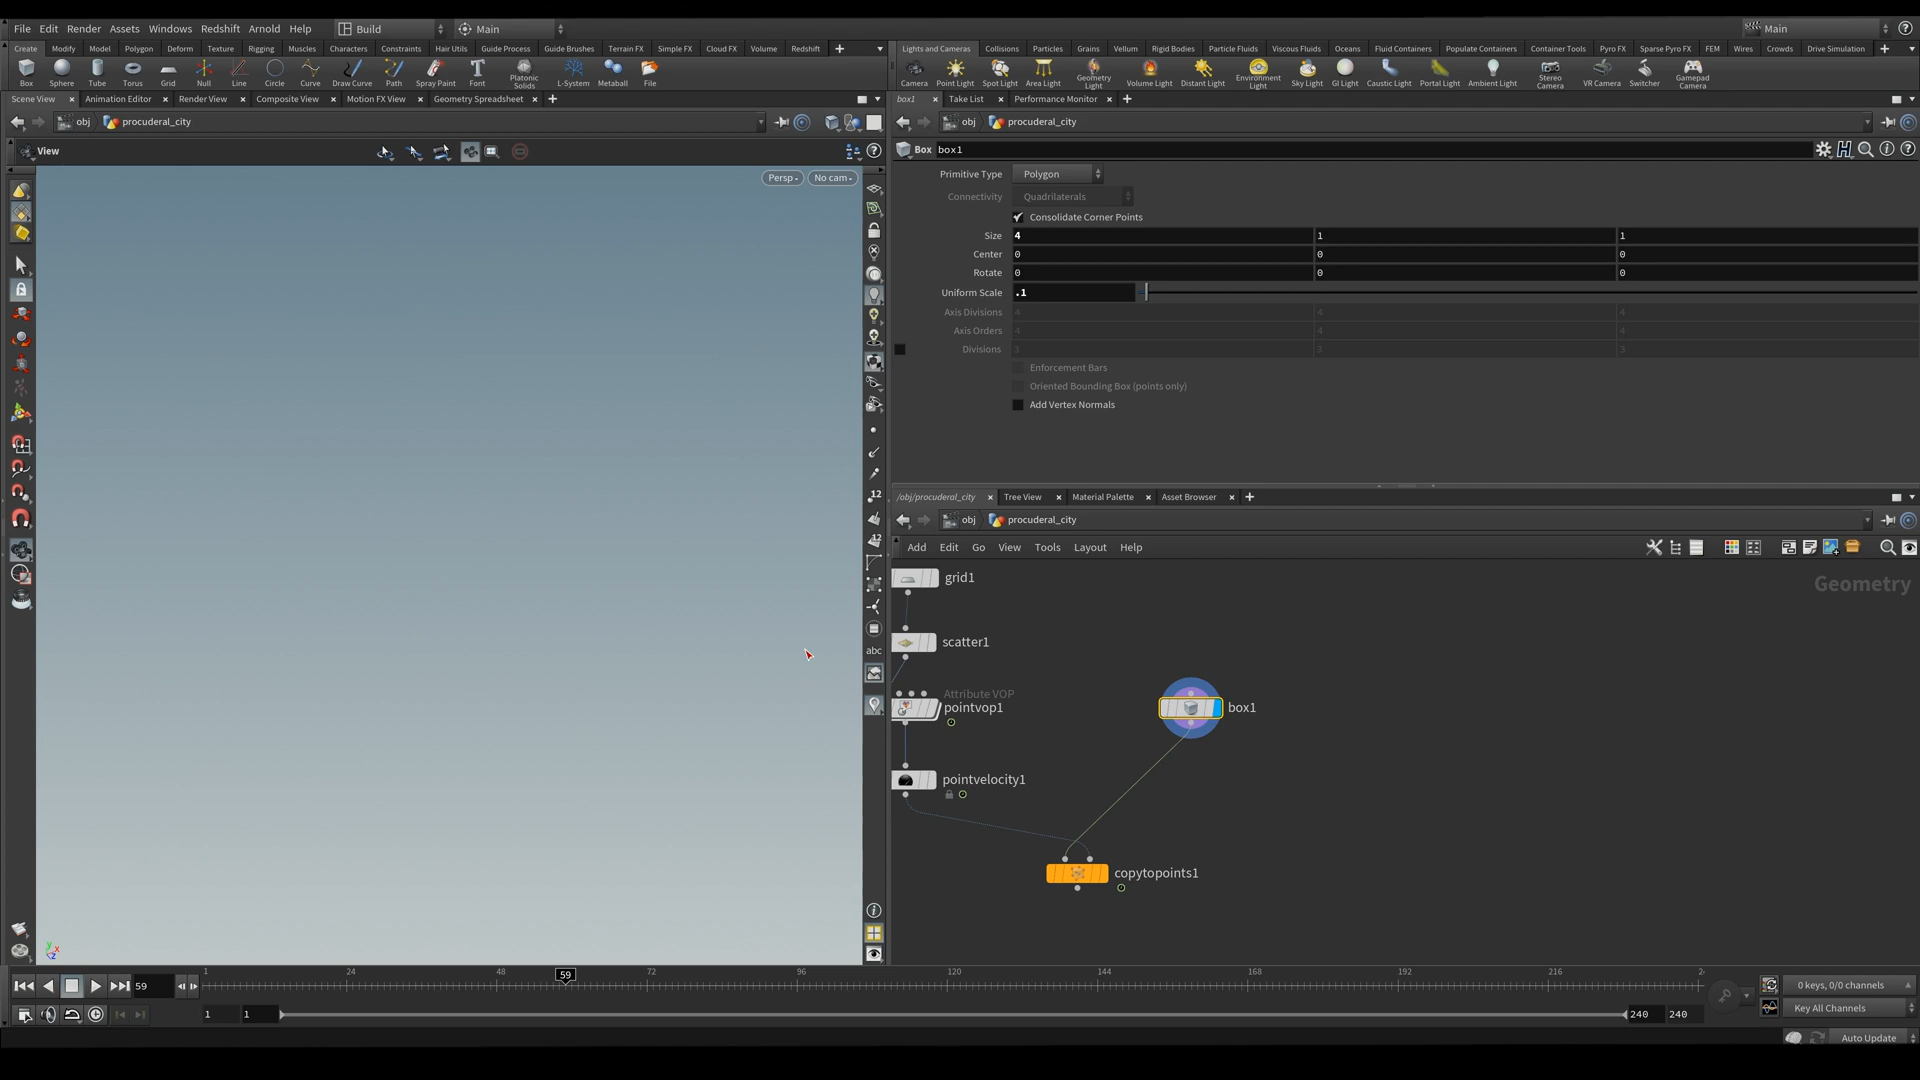 File Edit Render Assets Windows Redshift Arnold Help Build Main Main
Create Modify Model Polygon Deform Texture Rigging Muscles Characters Constraints Hair Utils Guide Process Guide Brushes Terrain FX Simple FX Cloud FX Volume Redshift
Box Sphere Tube Torus Grid Null Line Circle Curve Draw Curve Path Spray Paint Font Platonic Solids L-System Metaball File
Lights and Cameras Collisions Particles Grains Vellum Rigid Bodies Particle Fluids Viscous Fluids Oceans Fluid Containers Populate Containers Container Tools Pyro FX Sparse Pyro FX FEM Wires Crowds Drive Simulation
Camera Point Light Spot Light Area Light Geometry Light Volume Light Distant Light Environment Light Sky Light GI Light Caustic Light Portal Light Ambient Light Stereo Camera VR Camera Switcher Gamepad Camera
Scene View Animation Editor Render View Composite View Motion FX View Geometry Spreadsheet
obj procuderal_city
View
Persp No cam
12
12
abc
y x z
box1 Take List Performance Monitor
obj procuderal_city
Box box1
Primitive Type Polygon
Connectivity Quadrilaterals
Consolidate Corner Points
Size 4 1 1
Center 0 0 0
Rotate 0 0 0
Uniform Scale .1
Axis Divisions 4 4 4
Axis Orders 4 4 4
Divisions 3 3 3
Enforcement Bars
Oriented Bounding Box (points only)
Add Vertex Normals
/obj/procuderal_city Tree View Material Palette Asset Browser
obj procuderal_city
Add Edit Go View Tools Layout Help
Geometry
grid1
scatter1
Attribute VOP
pointvop1
box1
pointvelocity1
copytopoints1
1 24 48 59 72 96 120 144 168 192 216
59
0 keys, 0/0 channels
1 1 240 240
Key All Channels
Auto Update